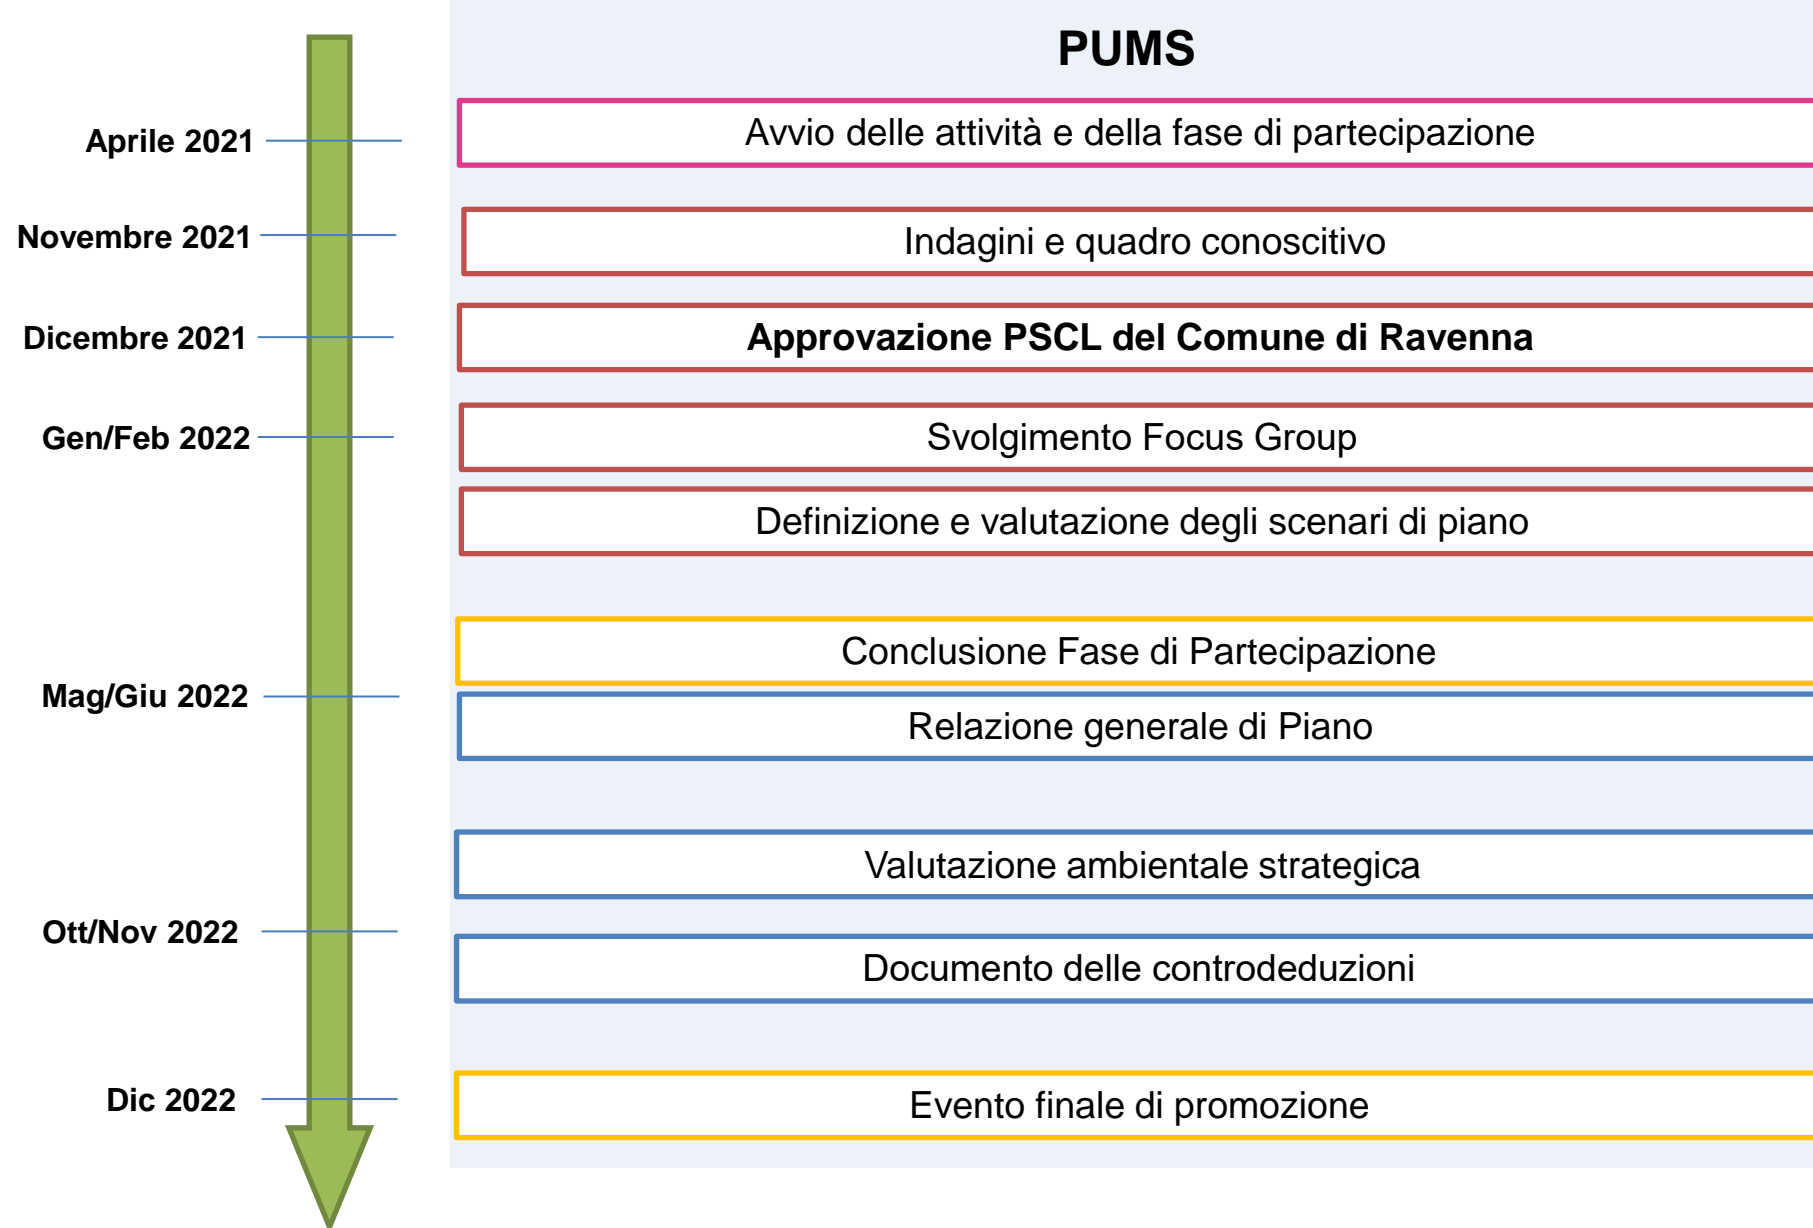 PUMS
Aprile 2021
Avvio delle attività e della fase di partecipazione
Novembre 2021
Indagini e quadro conoscitivo
Dicembre 2021
Approvazione PSCL del Comune di Ravenna
Gen/Feb 2022
Svolgimento Focus Group
Definizione e valutazione degli scenari di piano
Conclusione Fase di Partecipazione
Mag/Giu 2022
Relazione generale di Piano
Valutazione ambientale strategica
Ott/Nov 2022
Documento delle controdeduzioni
Dic 2022
Evento finale di promozione